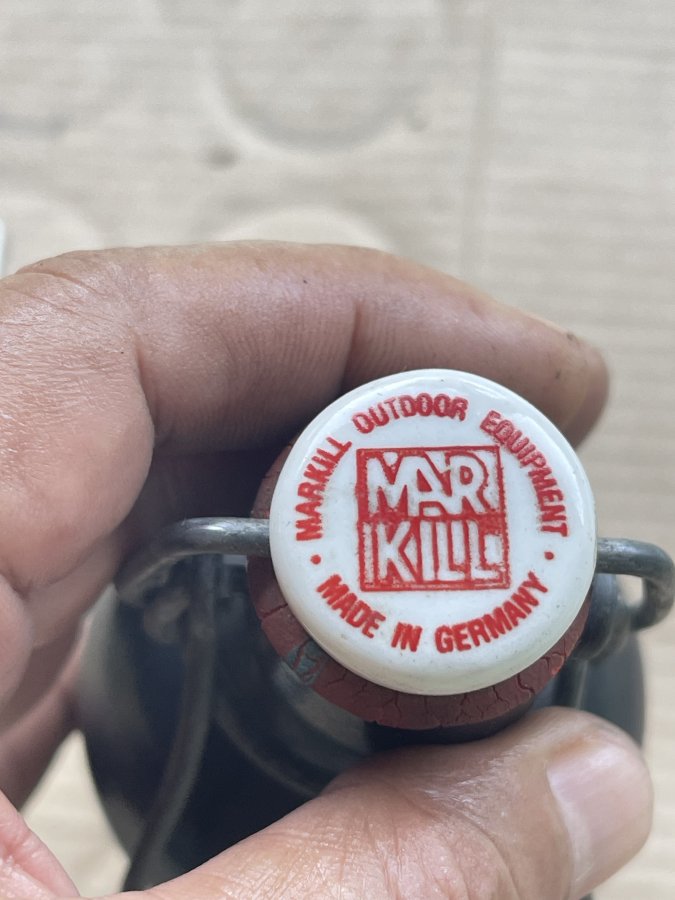 MARKILL OUTDOOR EQUIPMENT
MAR
KILL
• MADE IN GERMANY •